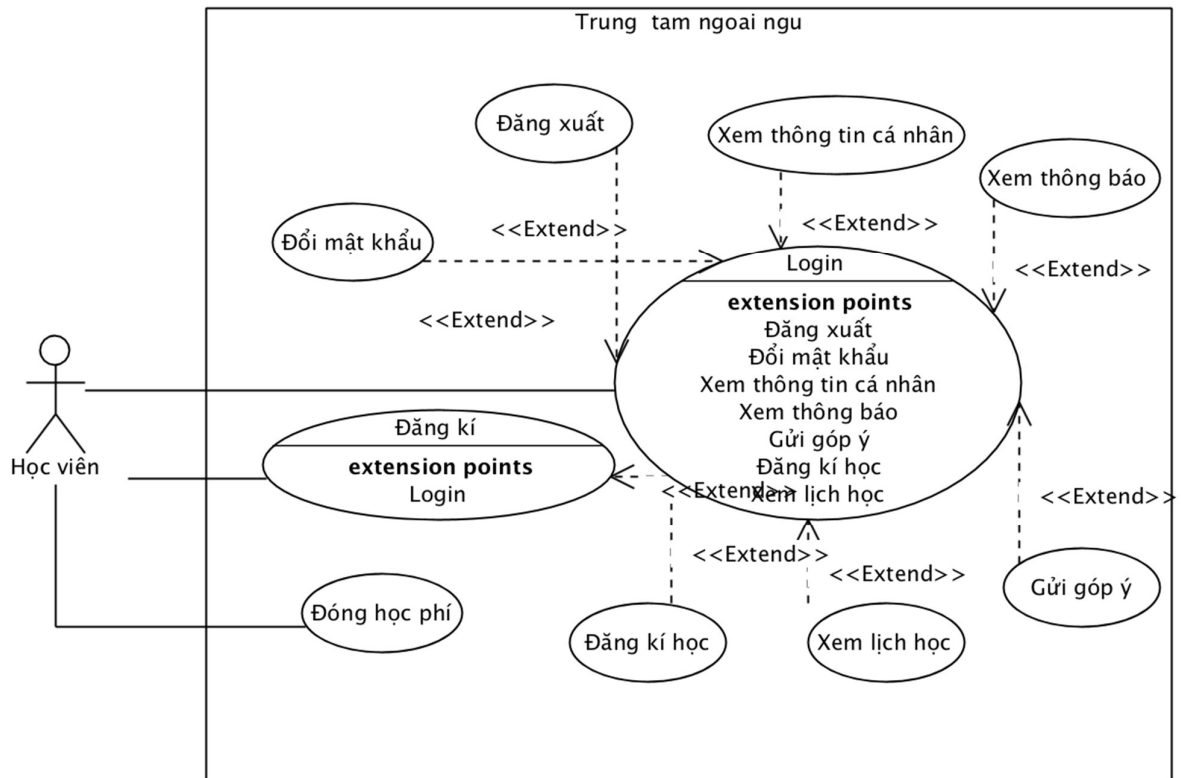 Trung tam ngoai ngu
Đăng xuất
Xem thông tin cá nhân
Xem thông báo
Đổi mật khẩu
<<Extend>>
<<Extend>>
<<Extend>>
<<Extend>>
Login
extension points
Đăng xuất
Đổi mật khẩu
Xem thông tin cá nhân
Xem thông báo
Gửi góp ý
Đăng kí học
Xem lịch học
Học viên
Đăng kí
extension points
Login
<<Extend>>
<<Extend>>
<<Extend>>
<<Extend>>
Gửi góp ý
Đóng học phí
Đăng kí học
Xem lịch học